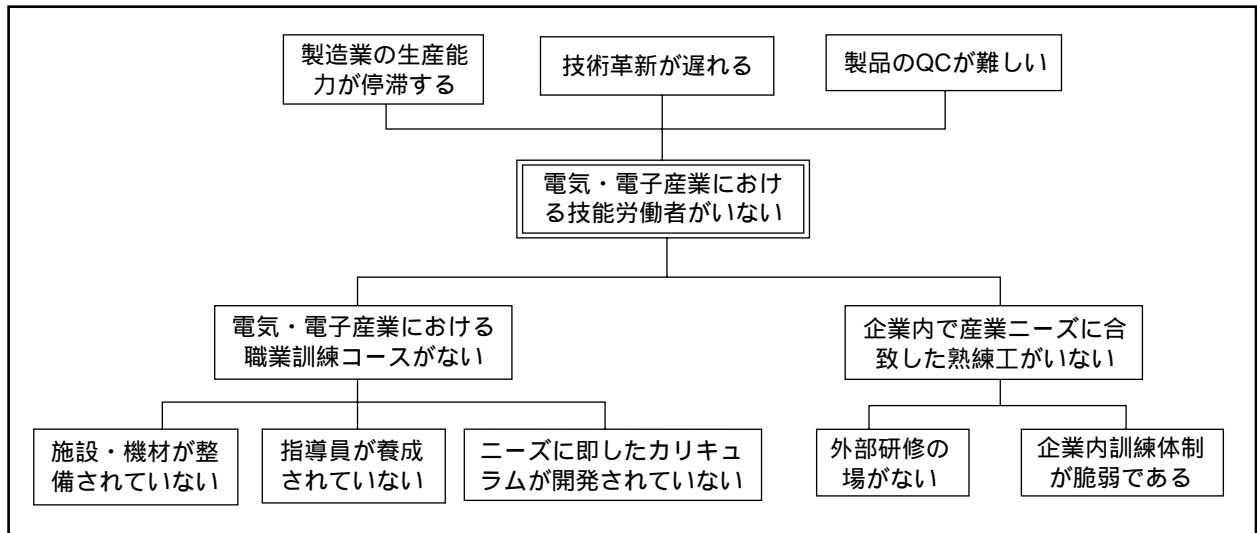 製造業の生産能
力が停滞する
技術革新が遅れる
製品のQCが難しい
電気・電子産業におけ
る技能労働者がいない
電気・電子産業における
職業訓練コースがない
企業内で産業ニーズに合
致した熟練工がいない
施設・機材が整
備されていない
指導員が養成
されていない
ニーズに即したカリキュ
ラムが開発されていない
外部研修の
場がない
企業内訓練体制
が脆弱である